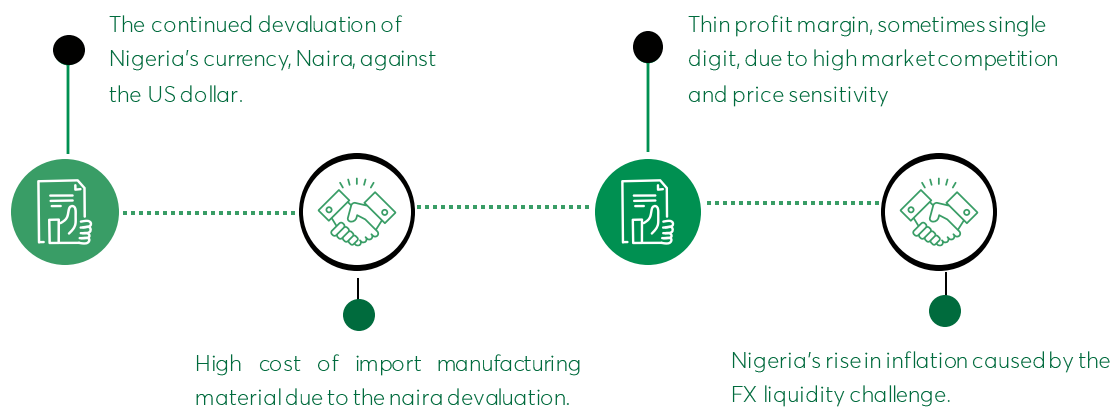 The continued devaluation of
Nigeria's currency, Naira, against
the US dollar.
Thin profit margin, sometimes single
digit, due to high market competition
and price sensitivity
High cost of import manufacturing
material due to the naira devaluation.
Nigeria's rise in inflation caused by the
FX liquidity challenge.